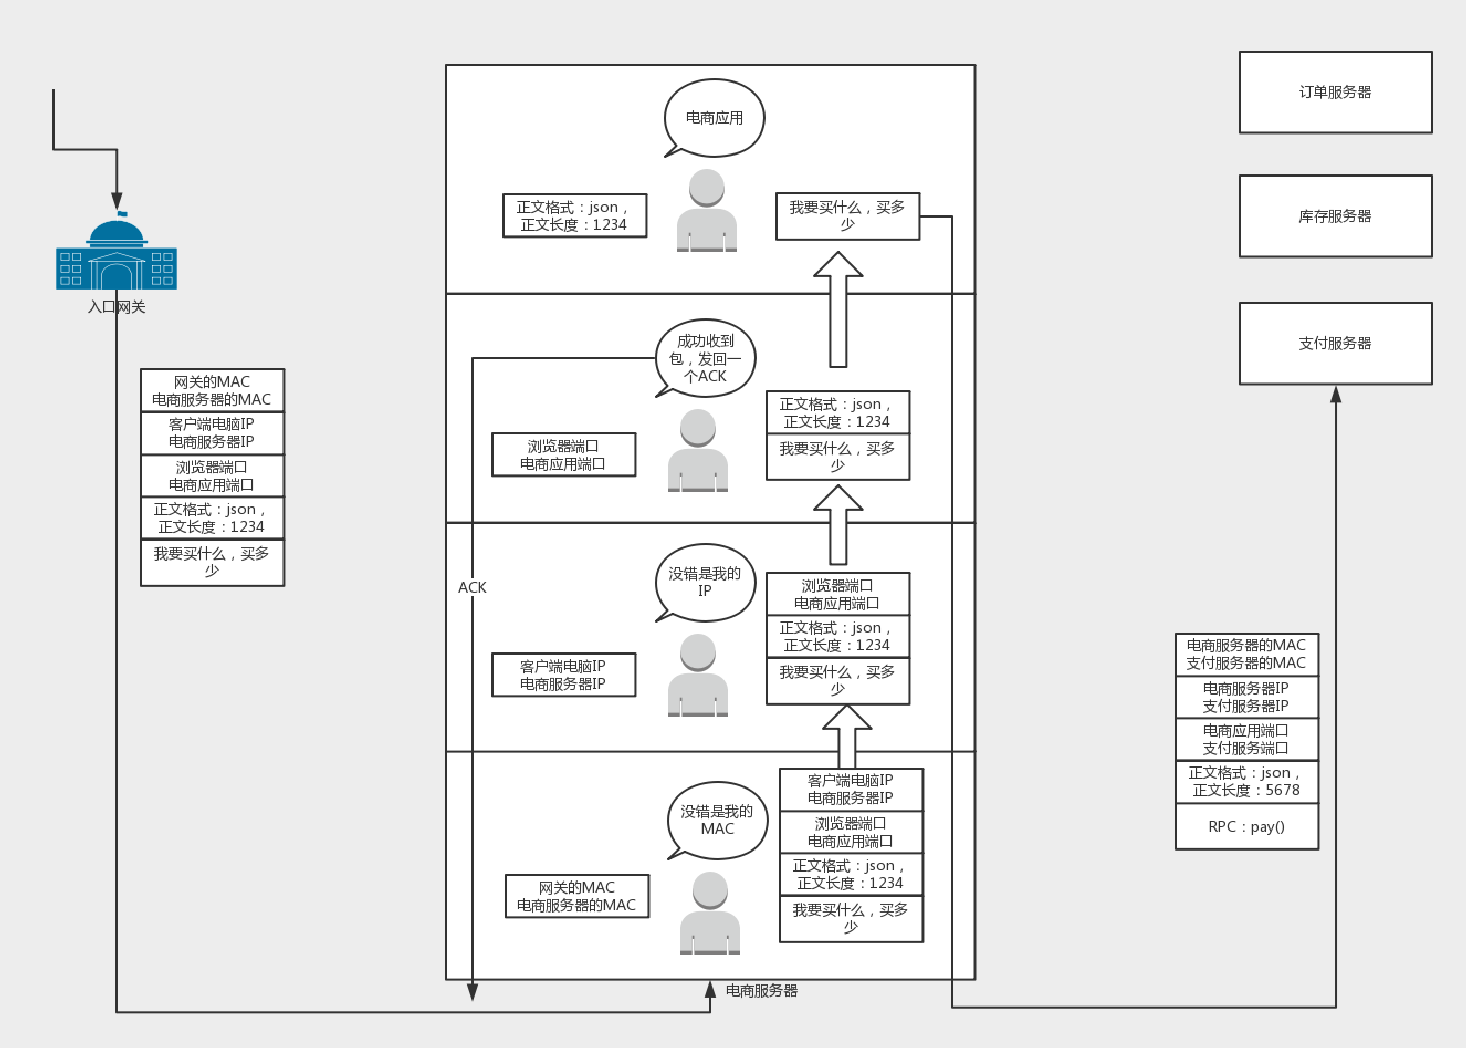 入口网关
网关的MAC
电商服务器的MAC
客户端电脑IP
电商服务器IP
浏览器端口
电商应用端口
正文格式：json，
正文长度：1234
我要买什么，买多
少
电商应用
正文格式：json，
正文长度：1234
我要买什么，买多
少
成功收到
包，发回一
个ACK
浏览器端口
电商应用端口
正文格式：json，
正文长度：1234
我要买什么，买多
少
ACK
没错是我的
IP
客户端电脑IP
电商服务器IP
浏览器端口
电商应用端口
正文格式：json，
正文长度：1234
我要买什么，买多
少
没错是我的
MAC
网关的MAC
电商服务器的MAC
客户端电脑IP
电商服务器IP
浏览器端口
电商应用端口
正文格式：json，
正文长度：1234
我要买什么，买多
少
电商服务器
订单服务器
库存服务器
支付服务器
电商服务器的MAC
支付服务器的MAC
电商服务器IP
支付服务器IP
电商应用端口
支付服务端口
正文格式：json，
正文长度：5678
RPC：pay()